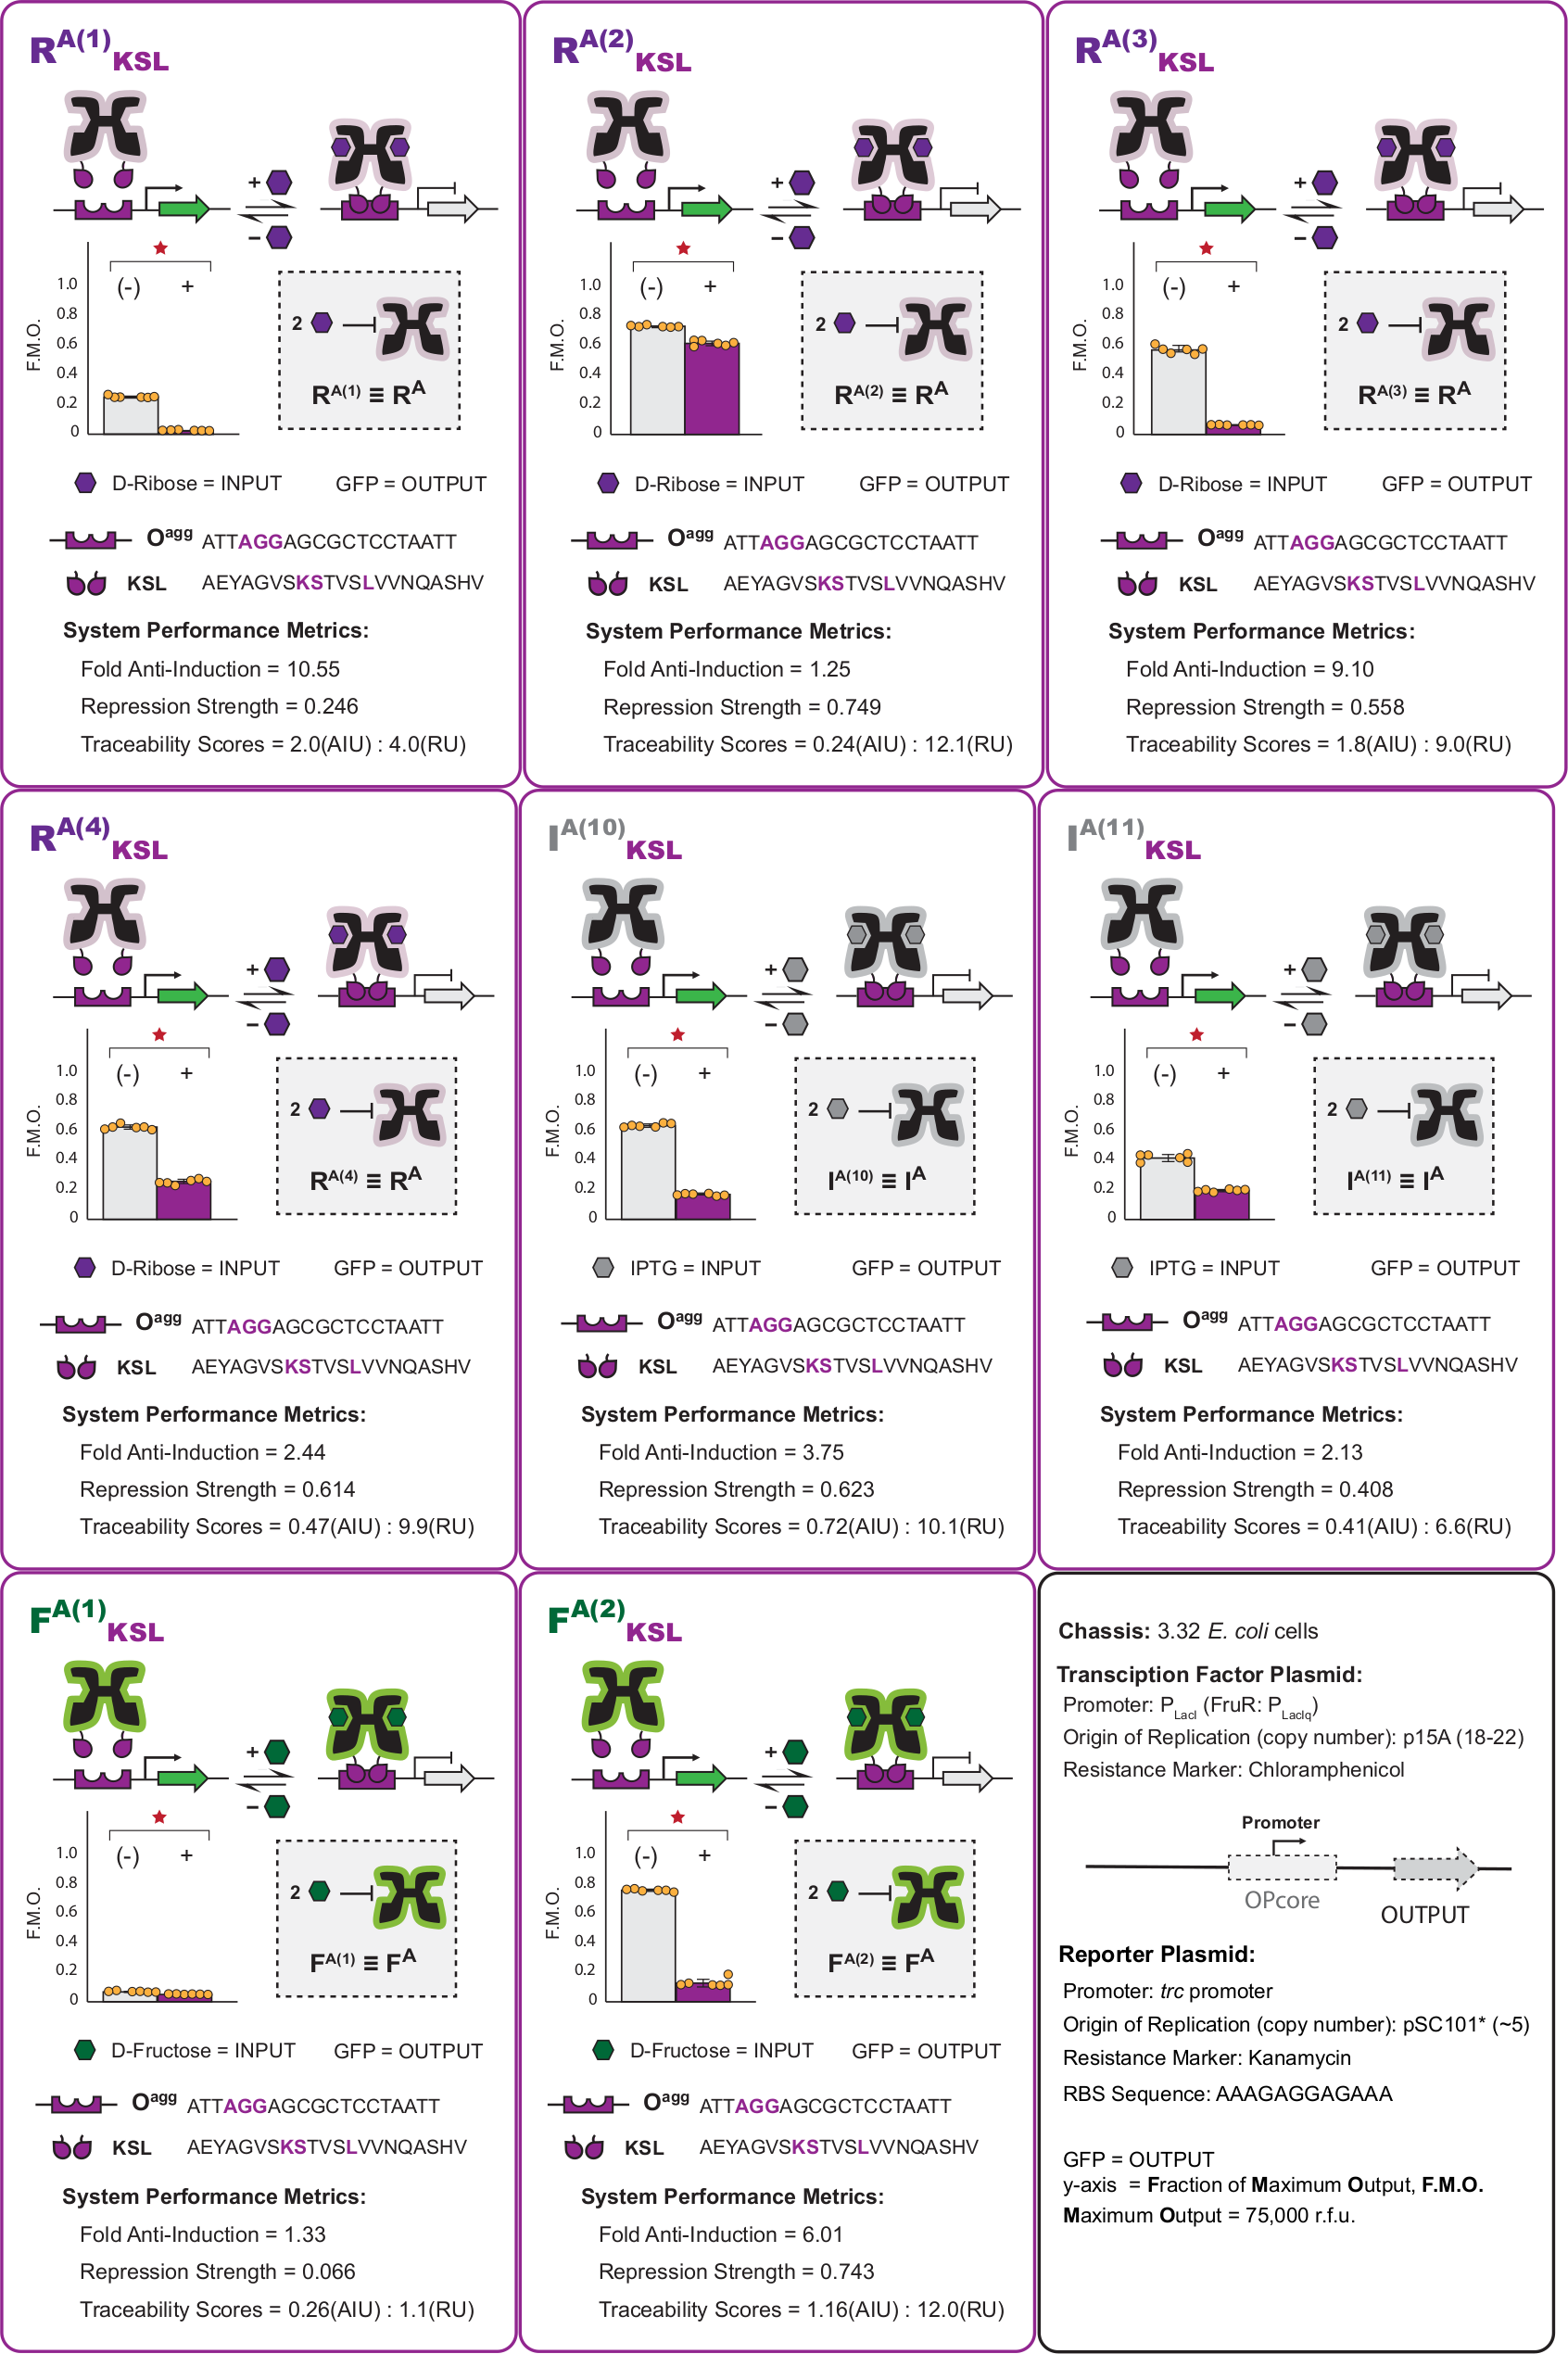 R^A(1)_KSL
+
−
1.0
0.8
0.6
0.4
0.2
0
F.M.O.
(-) +
2
R^A(1) ≡ R^A
D-Ribose = INPUT GFP = OUTPUT
O^agg ATTAGGAGCGCTCCTAATT
KSL AEYAGVSKSTVSLVVNQASHV
System Performance Metrics:
Fold Anti-Induction = 10.55
Repression Strength = 0.246
Traceability Scores = 2.0(AIU) : 4.0(RU)
R^A(2)_KSL
+
−
1.0
0.8
0.6
0.4
0.2
0
F.M.O.
(-) +
2
R^A(2) ≡ R^A
D-Ribose = INPUT GFP = OUTPUT
O^agg ATTAGGAGCGCTCCTAATT
KSL AEYAGVSKSTVSLVVNQASHV
System Performance Metrics:
Fold Anti-Induction = 1.25
Repression Strength = 0.749
Traceability Scores = 0.24(AIU) : 12.1(RU)
R^A(3)_KSL
+
−
1.0
0.8
0.6
0.4
0.2
0
F.M.O.
(-) +
2
R^A(3) ≡ R^A
D-Ribose = INPUT GFP = OUTPUT
O^agg ATTAGGAGCGCTCCTAATT
KSL AEYAGVSKSTVSLVVNQASHV
System Performance Metrics:
Fold Anti-Induction = 9.10
Repression Strength = 0.558
Traceability Scores = 1.8(AIU) : 9.0(RU)
R^A(4)_KSL
+
−
1.0
0.8
0.6
0.4
0.2
0
F.M.O.
(-) +
2
R^A(4) ≡ R^A
D-Ribose = INPUT GFP = OUTPUT
O^agg ATTAGGAGCGCTCCTAATT
KSL AEYAGVSKSTVSLVVNQASHV
System Performance Metrics:
Fold Anti-Induction = 2.44
Repression Strength = 0.614
Traceability Scores = 0.47(AIU) : 9.9(RU)
I^A(10)_KSL
+
−
1.0
0.8
0.6
0.4
0.2
0
F.M.O.
(-) +
2
I^A(10) ≡ I^A
IPTG = INPUT GFP = OUTPUT
O^agg ATTAGGAGCGCTCCTAATT
KSL AEYAGVSKSTVSLVVNQASHV
System Performance Metrics:
Fold Anti-Induction = 3.75
Repression Strength = 0.623
Traceability Scores = 0.72(AIU) : 10.1(RU)
I^A(11)_KSL
+
−
1.0
0.8
0.6
0.4
0.2
0
F.M.O.
(-) +
2
I^A(11) ≡ I^A
IPTG = INPUT GFP = OUTPUT
O^agg ATTAGGAGCGCTCCTAATT
KSL AEYAGVSKSTVSLVVNQASHV
System Performance Metrics:
Fold Anti-Induction = 2.13
Repression Strength = 0.408
Traceability Scores = 0.41(AIU) : 6.6(RU)
F^A(1)_KSL
+
−
1.0
0.8
0.6
0.4
0.2
0
F.M.O.
(-) +
2
F^A(1) ≡ F^A
D-Fructose = INPUT GFP = OUTPUT
O^agg ATTAGGAGCGCTCCTAATT
KSL AEYAGVSKSTVSLVVNQASHV
System Performance Metrics:
Fold Anti-Induction = 1.33
Repression Strength = 0.066
Traceability Scores = 0.26(AIU) : 1.1(RU)
F^A(2)_KSL
+
−
1.0
0.8
0.6
0.4
0.2
0
F.M.O.
(-) +
2
F^A(2) ≡ F^A
D-Fructose = INPUT GFP = OUTPUT
O^agg ATTAGGAGCGCTCCTAATT
KSL AEYAGVSKSTVSLVVNQASHV
System Performance Metrics:
Fold Anti-Induction = 6.01
Repression Strength = 0.743
Traceability Scores = 1.16(AIU) : 12.0(RU)
Chassis: 3.32 E. coli cells
Transciption Factor Plasmid:
Promoter: P_LacI (FruR: P_LacIq)
Origin of Replication (copy number): p15A (18-22)
Resistance Marker: Chloramphenicol
Promoter
OPcore
OUTPUT
Reporter Plasmid:
Promoter: trc promoter
Origin of Replication (copy number): pSC101* (~5)
Resistance Marker: Kanamycin
RBS Sequence: AAAGAGGAGAAA
GFP = OUTPUT
y-axis = Fraction of Maximum Output, F.M.O.
Maximum Output = 75,000 r.f.u.